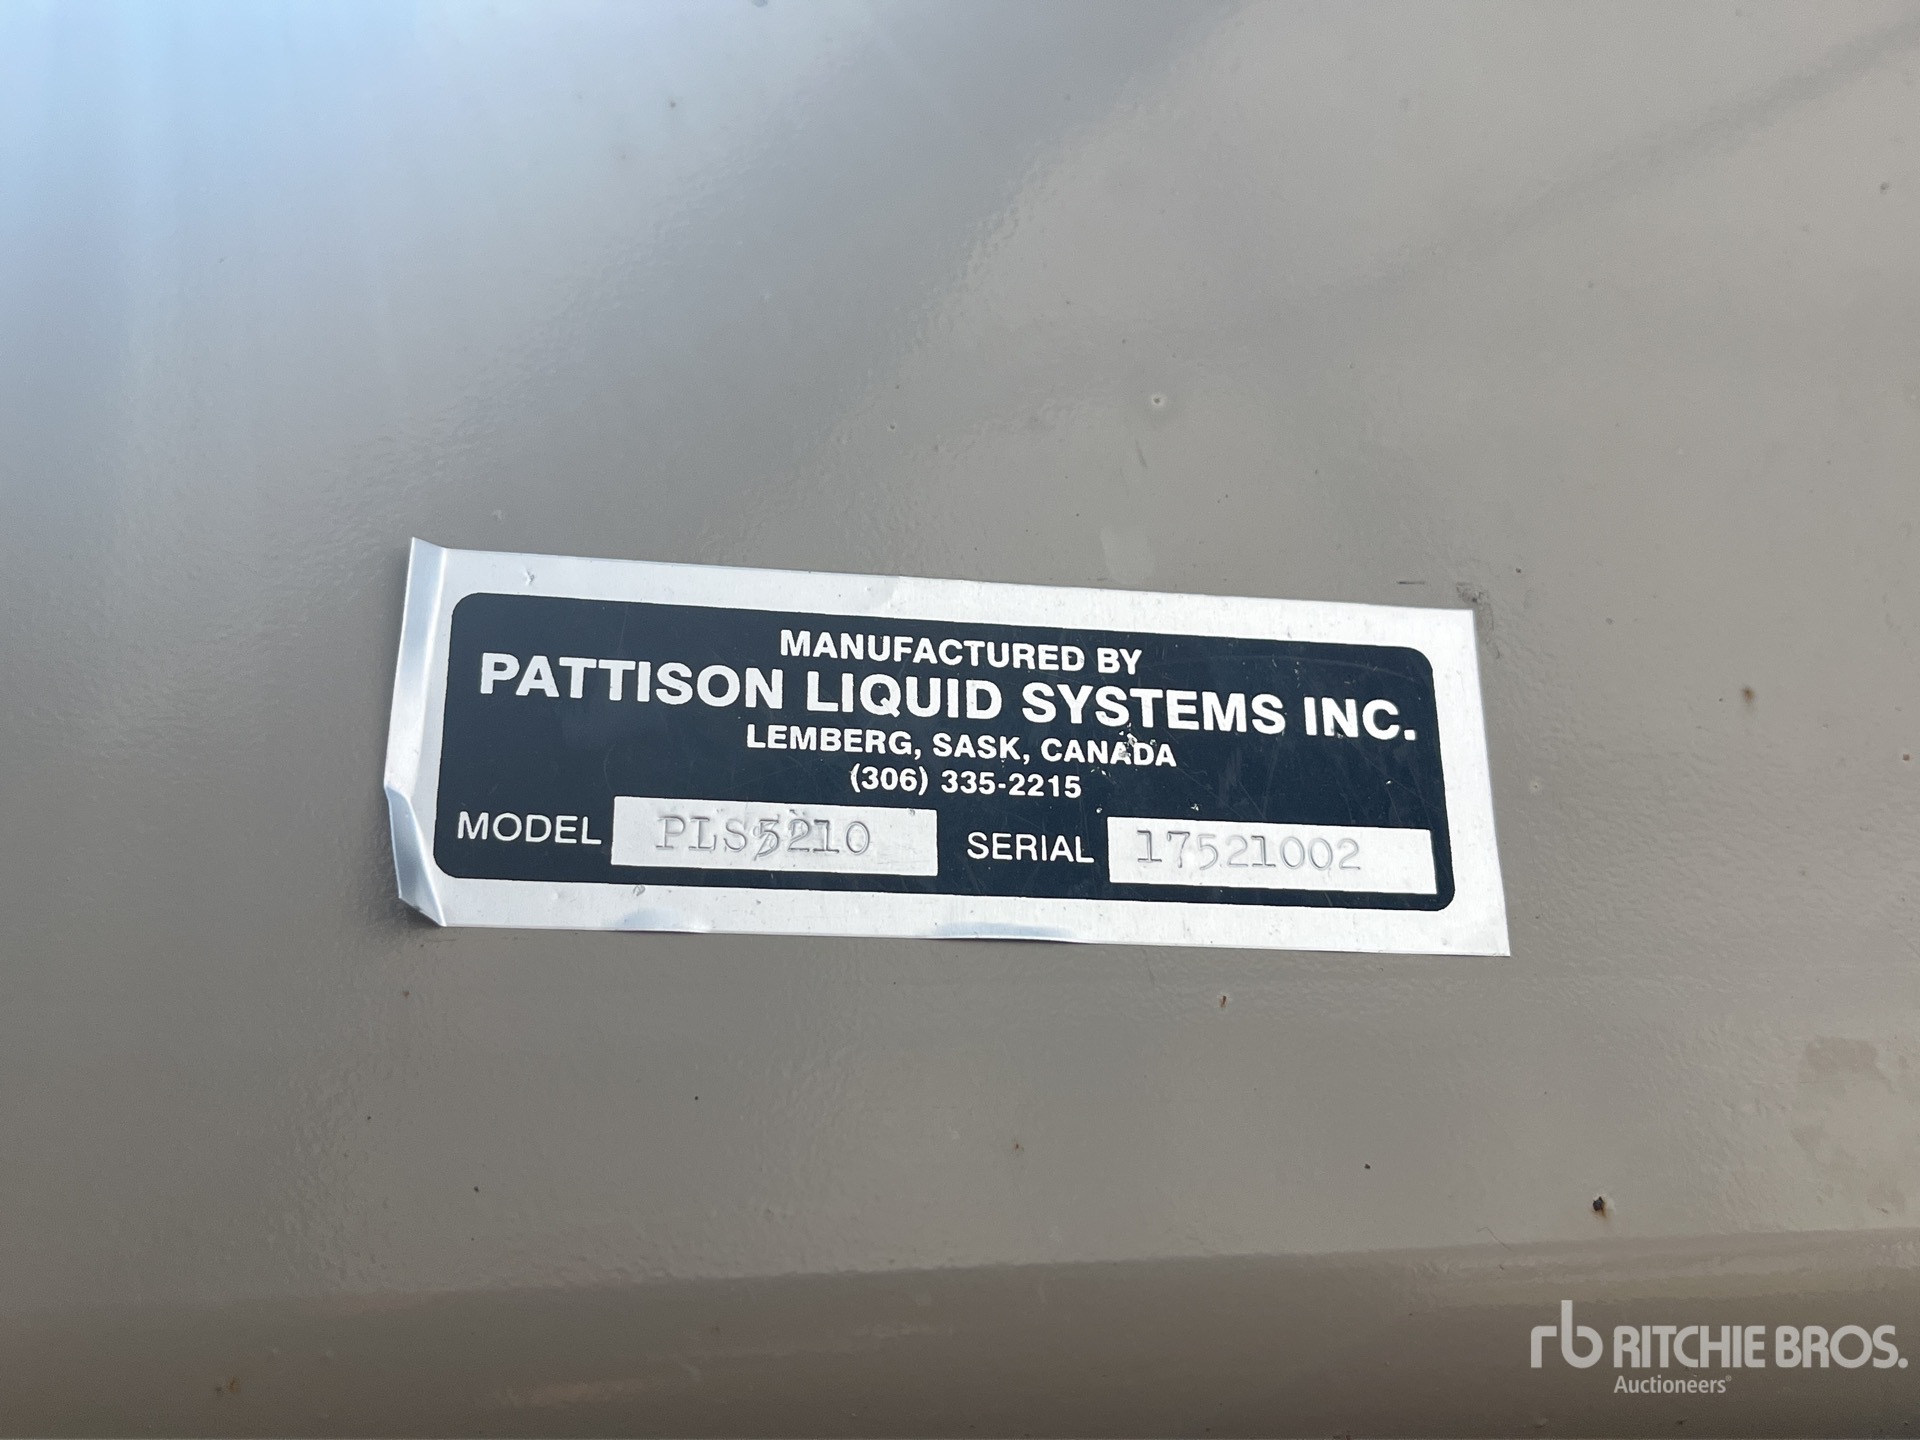 MANUFACTURED BY
PATTISON LIQUID SYSTEMS INC.
LEMBERG, SASK, CANADA
(306) 335-2215
MODEL PLS5210 SERIAL 17521002
rb RITCHIE BROS.
Auctioneers®